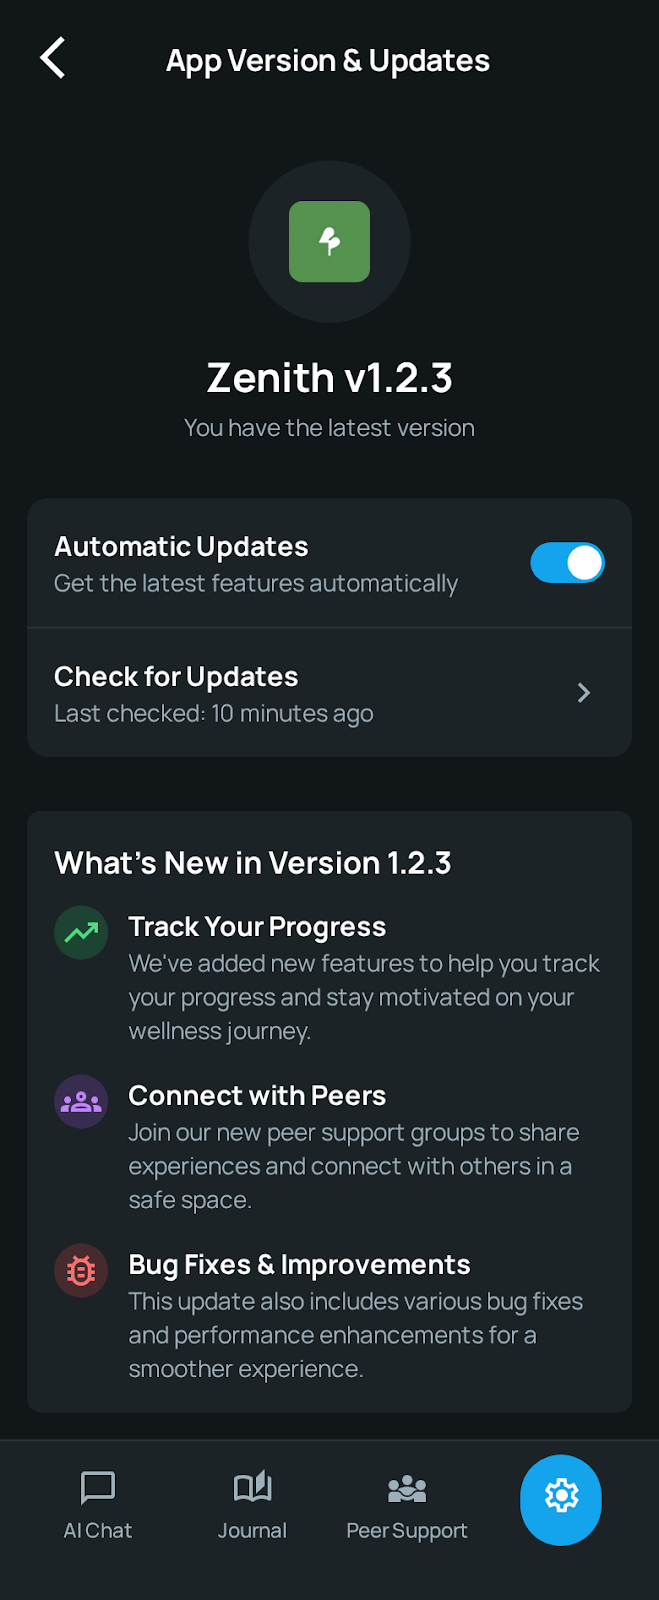 App Version & Updates
Zenith v1.2.3
You have the latest version
Automatic Updates
Get the latest features automatically
Check for Updates
Last checked: 10 minutes ago
What's New in Version 1.2.3
Track Your Progress
We've added new features to help you track
your progress and stay motivated on your
wellness journey.
Connect with Peers
Join our new peer support groups to share
experiences and connect with others in a
safe space.
Bug Fixes & Improvements
This update also includes various bug fixes
and performance enhancements for a
smoother experience.
AI Chat
Journal
Peer Support